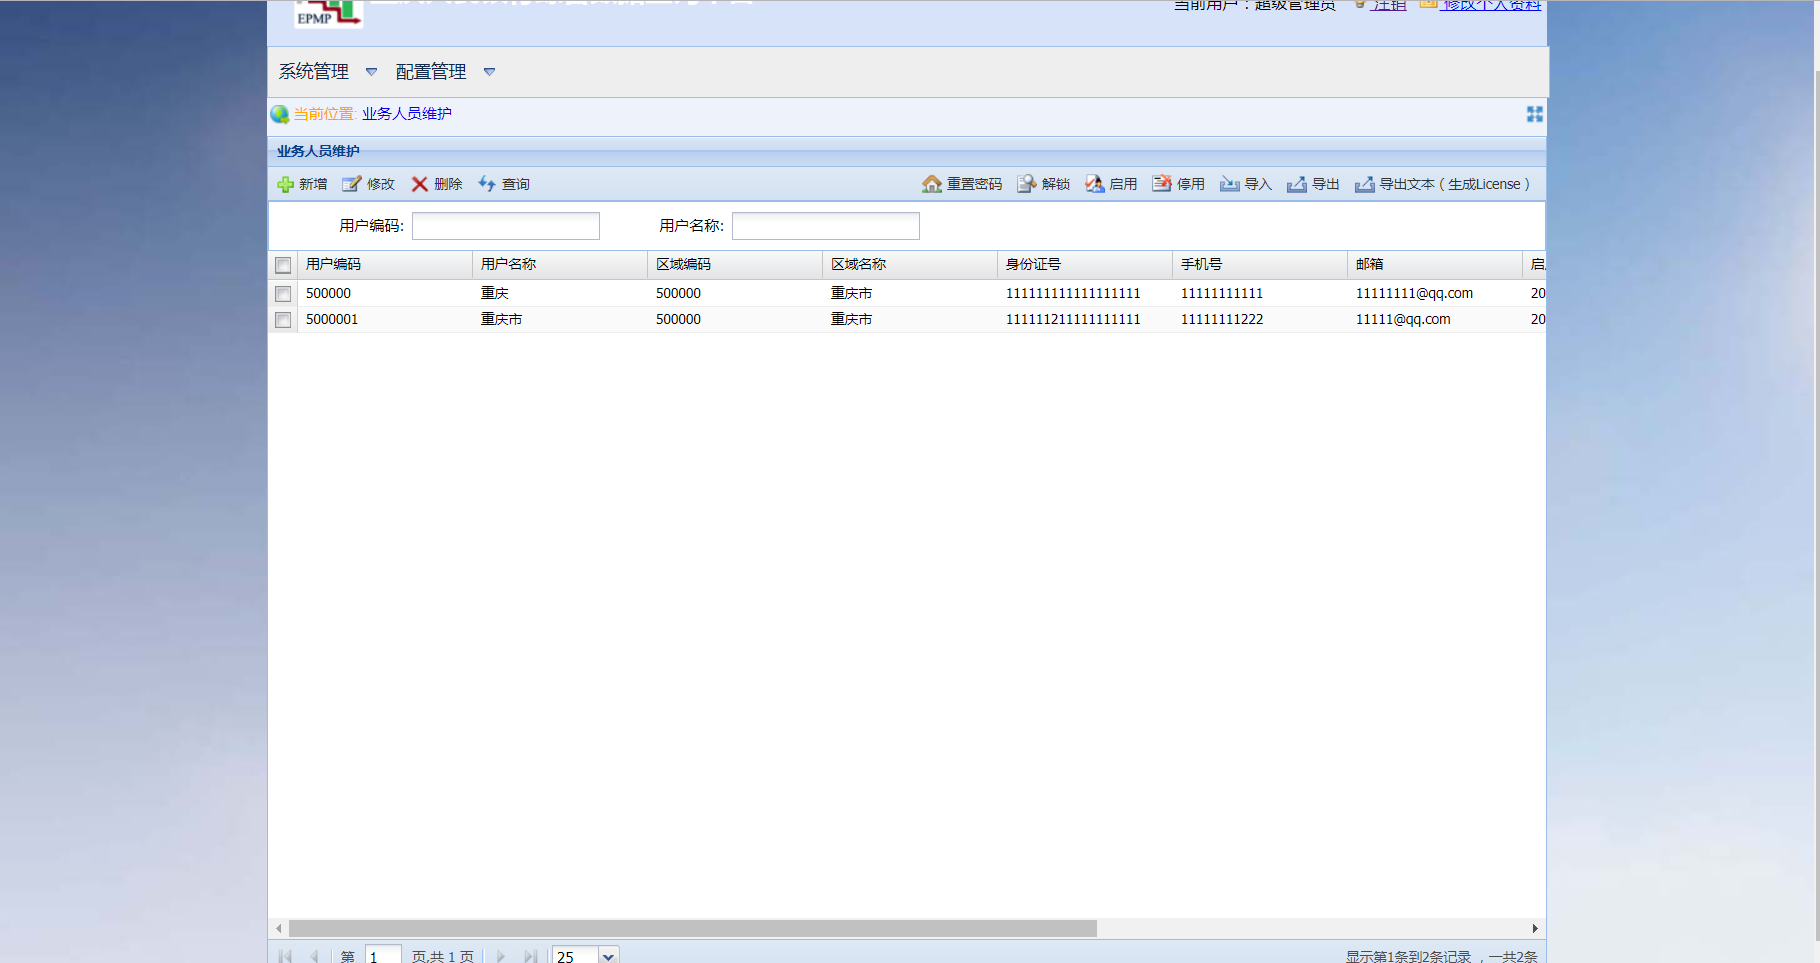 EPMP
当前用户：超级管理员 注销 修改个人资料
系统管理 配置管理
当前位置: 业务人员维护
业务人员维护
新增 修改 删除 查询 重置密码 解锁 启用 停用 导入 导出 导出文本（生成License）
用户编码: 用户名称:
用户编码 用户名称 区域编码 区域名称 身份证号 手机号 邮箱 启
500000 重庆 500000 重庆市 111111111111111111 11111111111 11111111@qq.com 20
5000001 重庆市 500000 重庆市 111111211111111111 11111111222 11111@qq.com 20
第 1 页,共 1 页 25 显示第1条到2条记录，一共2条